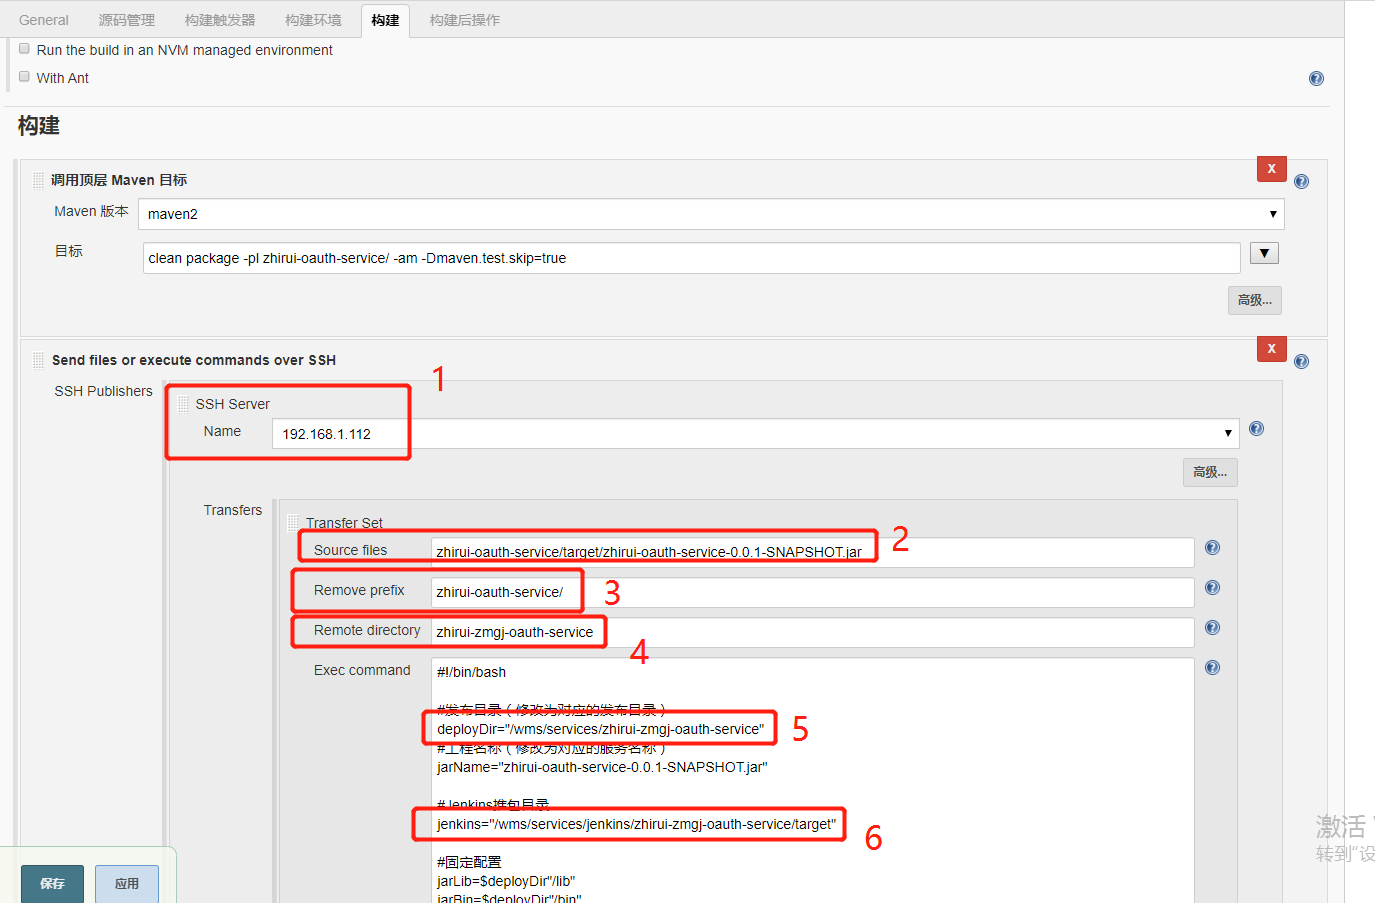 General 源码管理 构建触发器 构建环境 构建 构建后操作
Run the build in an NVM managed environment
With Ant
构建
调用顶层 Maven 目标
X
Maven 版本 maven2
目标 clean package -pl zhirui-oauth-service/ -am -Dmaven.test.skip=true
高级...
Send files or execute commands over SSH
X
SSH Publishers
1
SSH Server
Name 192.168.1.112
高级...
Transfers
Transfer Set
Source files zhirui-oauth-service/target/zhirui-oauth-service-0.0.1-SNAPSHOT.jar
2
Remove prefix zhirui-oauth-service/
3
Remote directory zhirui-zmgj-oauth-service
4
Exec command #!/bin/bash
#发布目录（修改为对应的发布目录）
deployDir="/wms/services/zhirui-zmgj-oauth-service"
5
#工程名称（修改为对应的服务名称）
jarName="zhirui-oauth-service-0.0.1-SNAPSHOT.jar"
#Jenkins推包目录
jenkins="/wms/services/jenkins/zhirui-zmgj-oauth-service/target"
6
#固定配置
jarLib=$deployDir"/lib"
jarBin=$deployDir"/bin"
保存 应用
激活
转到"设